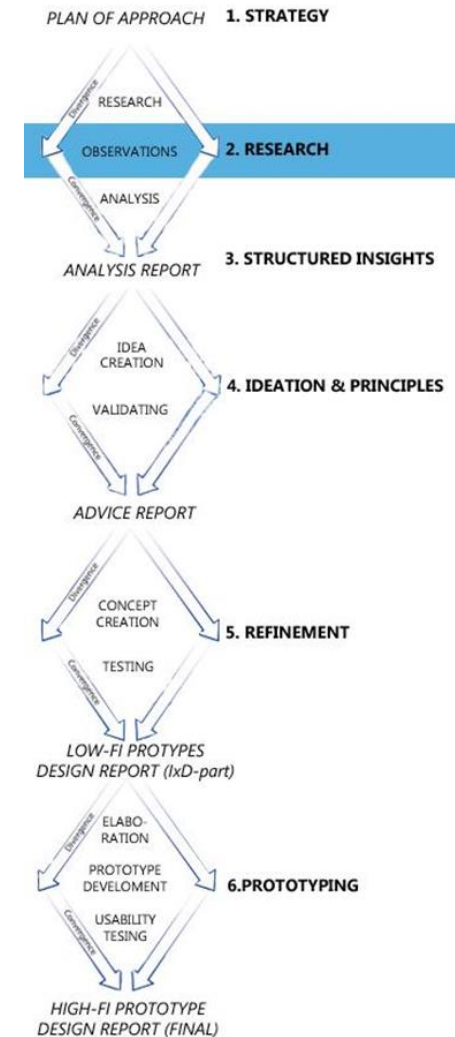 PLAN OF APPROACH
1. STRATEGY
Divergence
RESEARCH
OBSERVATIONS
2. RESEARCH
Convergence
ANALYSIS
3. STRUCTURED INSIGHTS
ANALYSIS REPORT
Divergence
IDEA
CREATION
4. IDEATION & PRINCIPLES
VALIDATING
Convergence
ADVICE REPORT
Divergence
CONCEPT
CREATION
5. REFINEMENT
Convergence
TESTING
LOW-FI PROTYPES
DESIGN REPORT (IxD-part)
Divergence
ELABO-
RATION
PROTOTYPE
DEVELOMENT
6.PROTOTYPING
Convergence
USABILITY
TESING
HIGH-FI PROTOTYPE
DESIGN REPORT (FINAL)